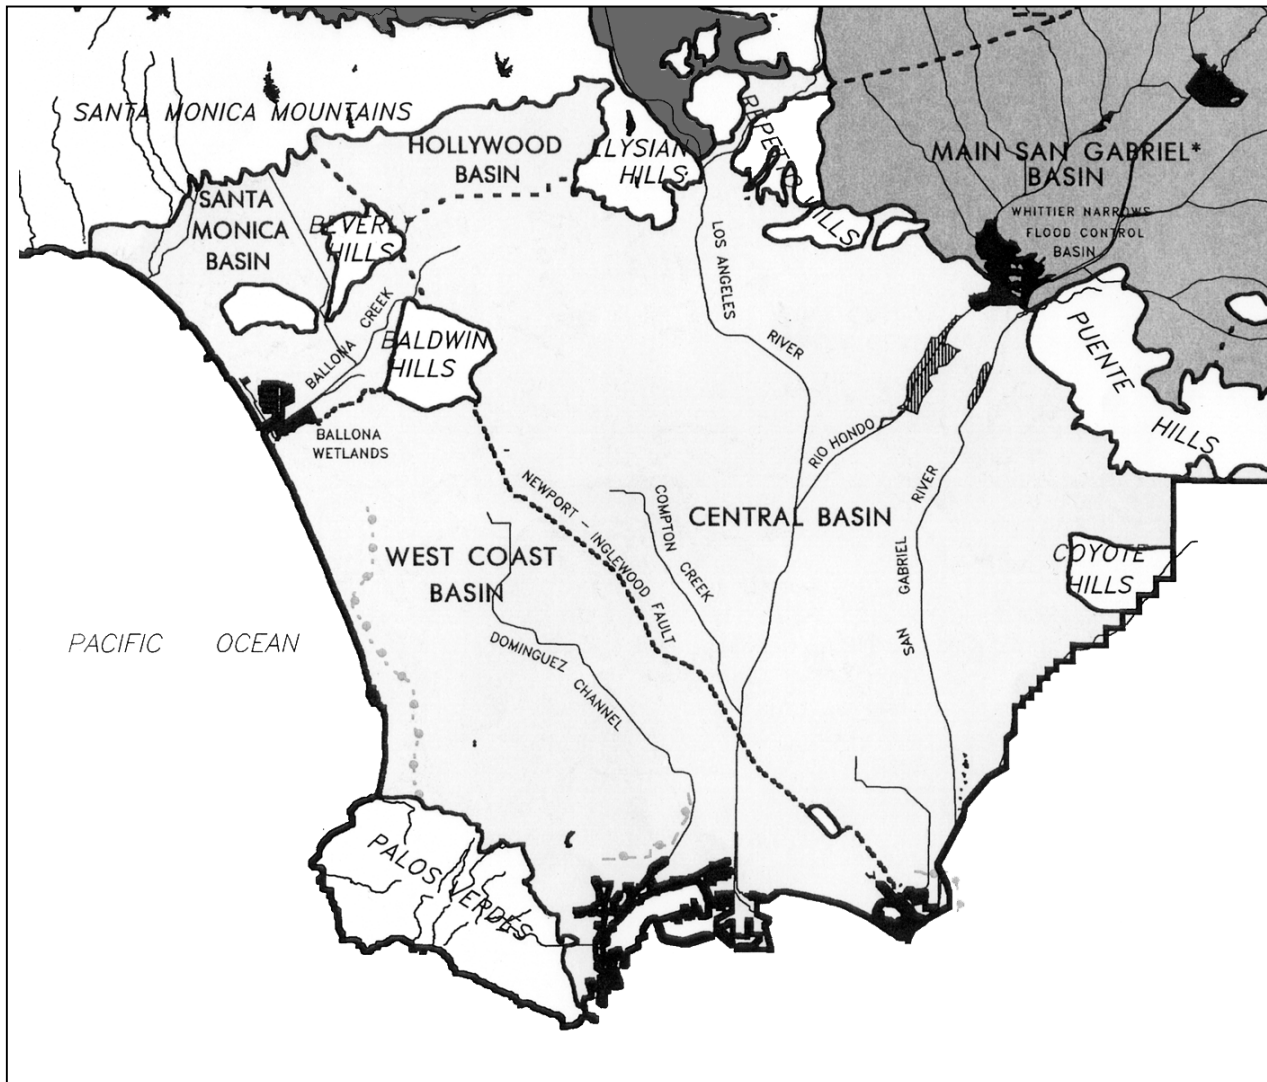 SANTA MONICA MOUNTAINS
HOLLYWOOD
BASIN
LLYSIAN
HILLS
REPETTO HILLS
MAIN SAN GABRIEL*
BASIN
WHITTIER NARROWS
FLOOD CONTROL
BASIN
SANTA
MONICA
BASIN
BEVERLY
HILLS
LOS ANGELES
RIVER
BALLONA CREEK
BALDWIN
HILLS
PUENTE
HILLS
BALLONA
WETLANDS
RIO HONDO
NEWPORT – INGLEWOOD FAULT
COMPTON CREEK
CENTRAL BASIN
SAN GABRIEL RIVER
WEST COAST
BASIN
COYOTE
HILLS
PACIFIC OCEAN
DOMINGUEZ CHANNEL
PALOS VERDES